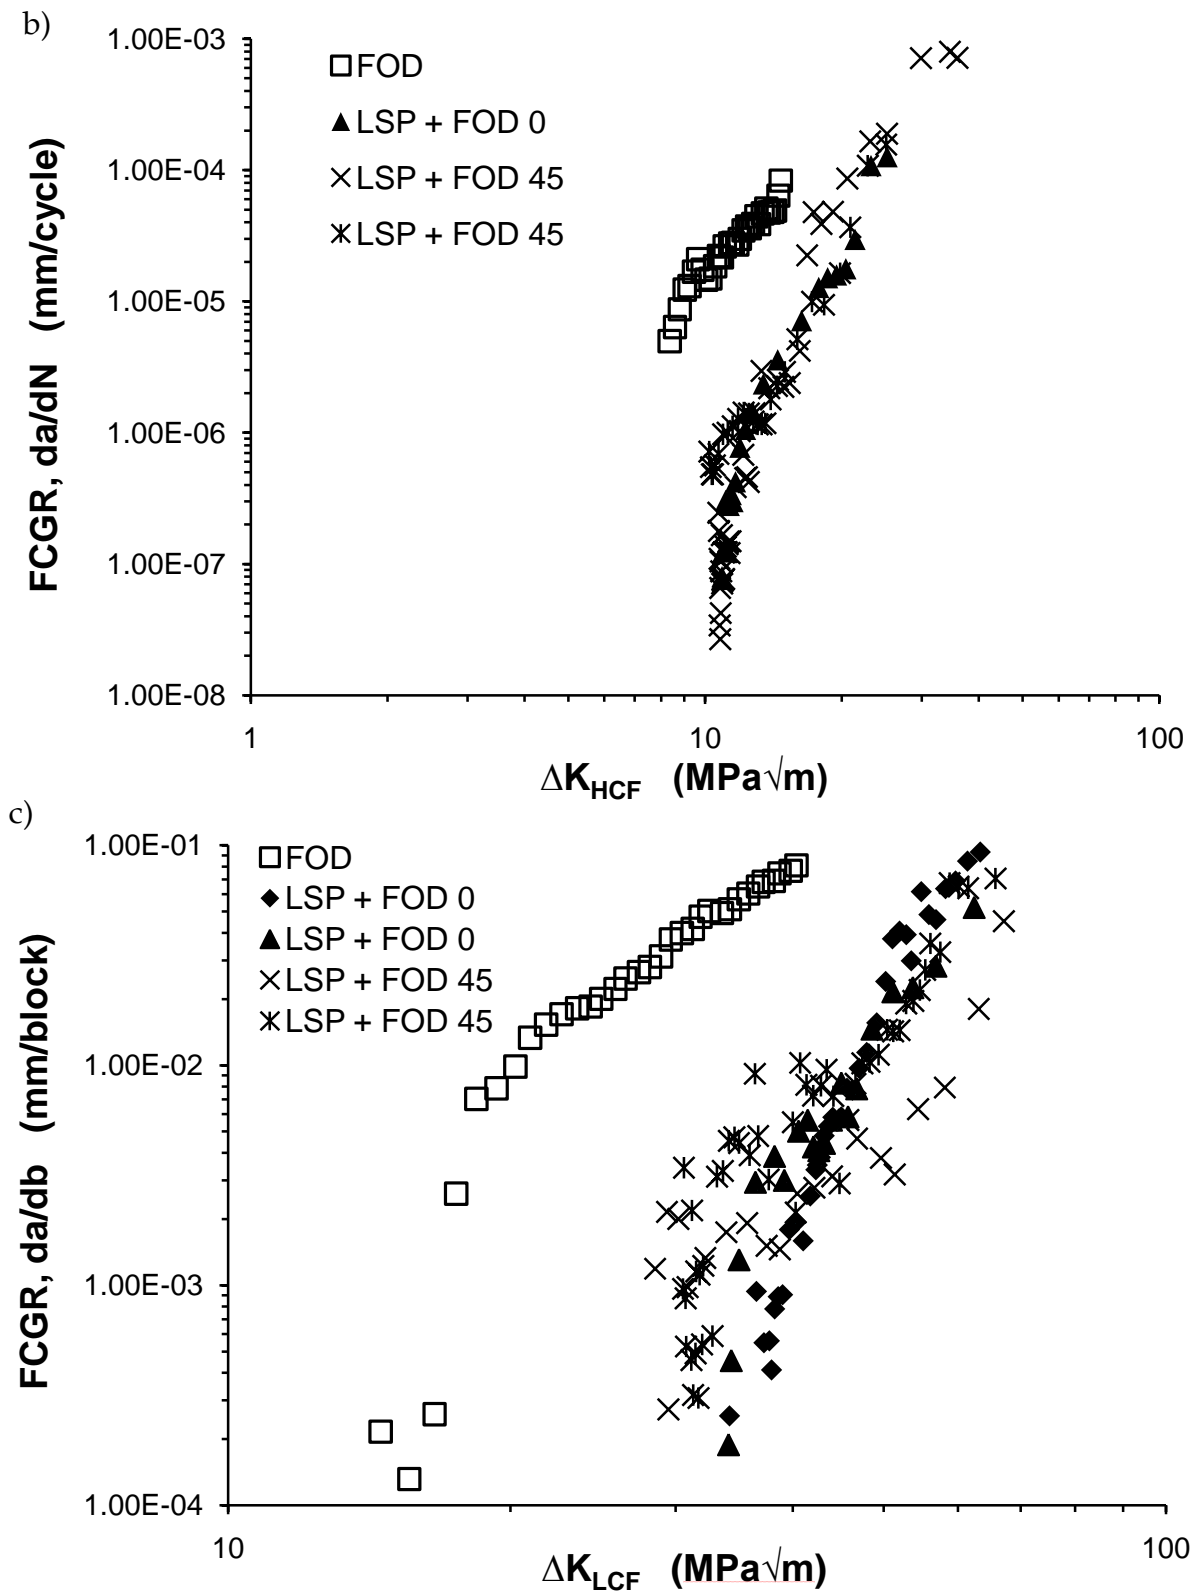 b)
1.00E-03
1.00E-04
1.00E-05
1.00E-06
1.00E-07
1.00E-08
FCGR, da/dN (mm/cycle)
FOD
LSP + FOD 0
LSP + FOD 45
LSP + FOD 45
1 10 100
ΔK_HCF (MPa√m)
c)
1.00E-01
1.00E-02
1.00E-03
1.00E-04
FCGR, da/db (mm/block)
FOD
LSP + FOD 0
LSP + FOD 0
LSP + FOD 45
LSP + FOD 45
10 100
ΔK_LCF (MPa√m)